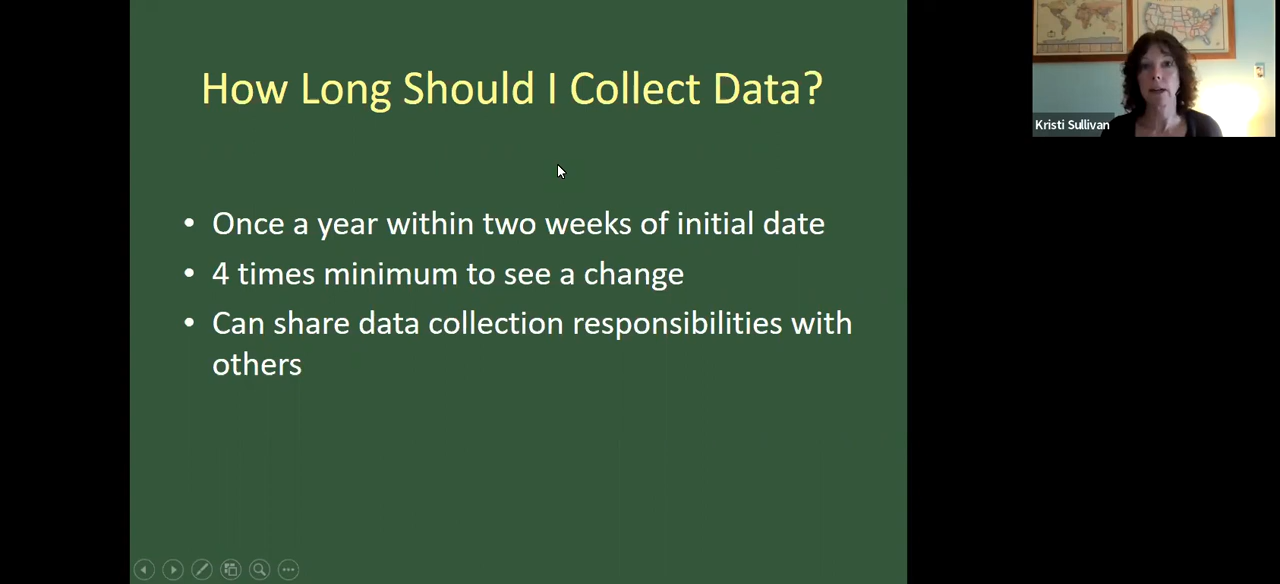 How Long Should I Collect Data?
• Once a year within two weeks of initial date
• 4 times minimum to see a change
• Can share data collection responsibilities with
others
Kristi Sullivan